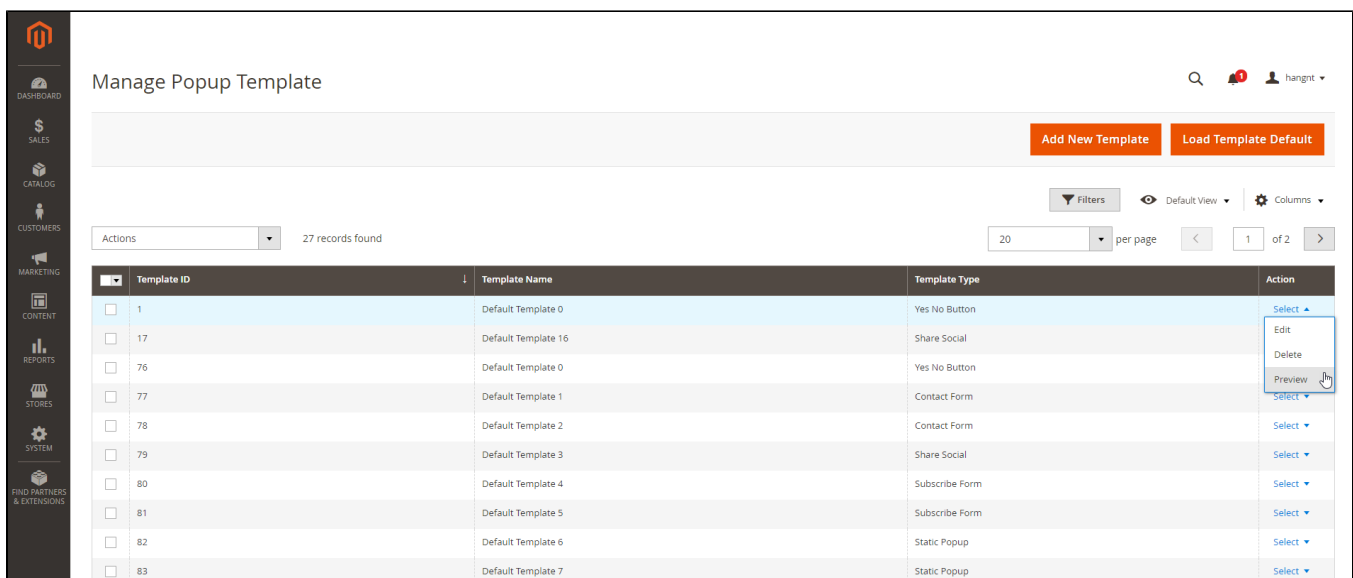 Manage Popup Template
1
hangnt
DASHBOARD
SALES
CATALOG
CUSTOMERS
MARKETING
CONTENT
REPORTS
STORES
SYSTEM
FIND PARTNERS
& EXTENSIONS
Add New Template Load Template Default
Filters Default View Columns
Actions 27 records found 20 per page 1 of 2
Template ID Template Name Template Type Action
1 Default Template 0 Yes No Button Select
Edit
Delete
Preview
17 Default Template 16 Share Social
76 Default Template 0 Yes No Button
77 Default Template 1 Contact Form Select
78 Default Template 2 Contact Form Select
79 Default Template 3 Share Social Select
80 Default Template 4 Subscribe Form Select
81 Default Template 5 Subscribe Form Select
82 Default Template 6 Static Popup Select
83 Default Template 7 Static Popup Select